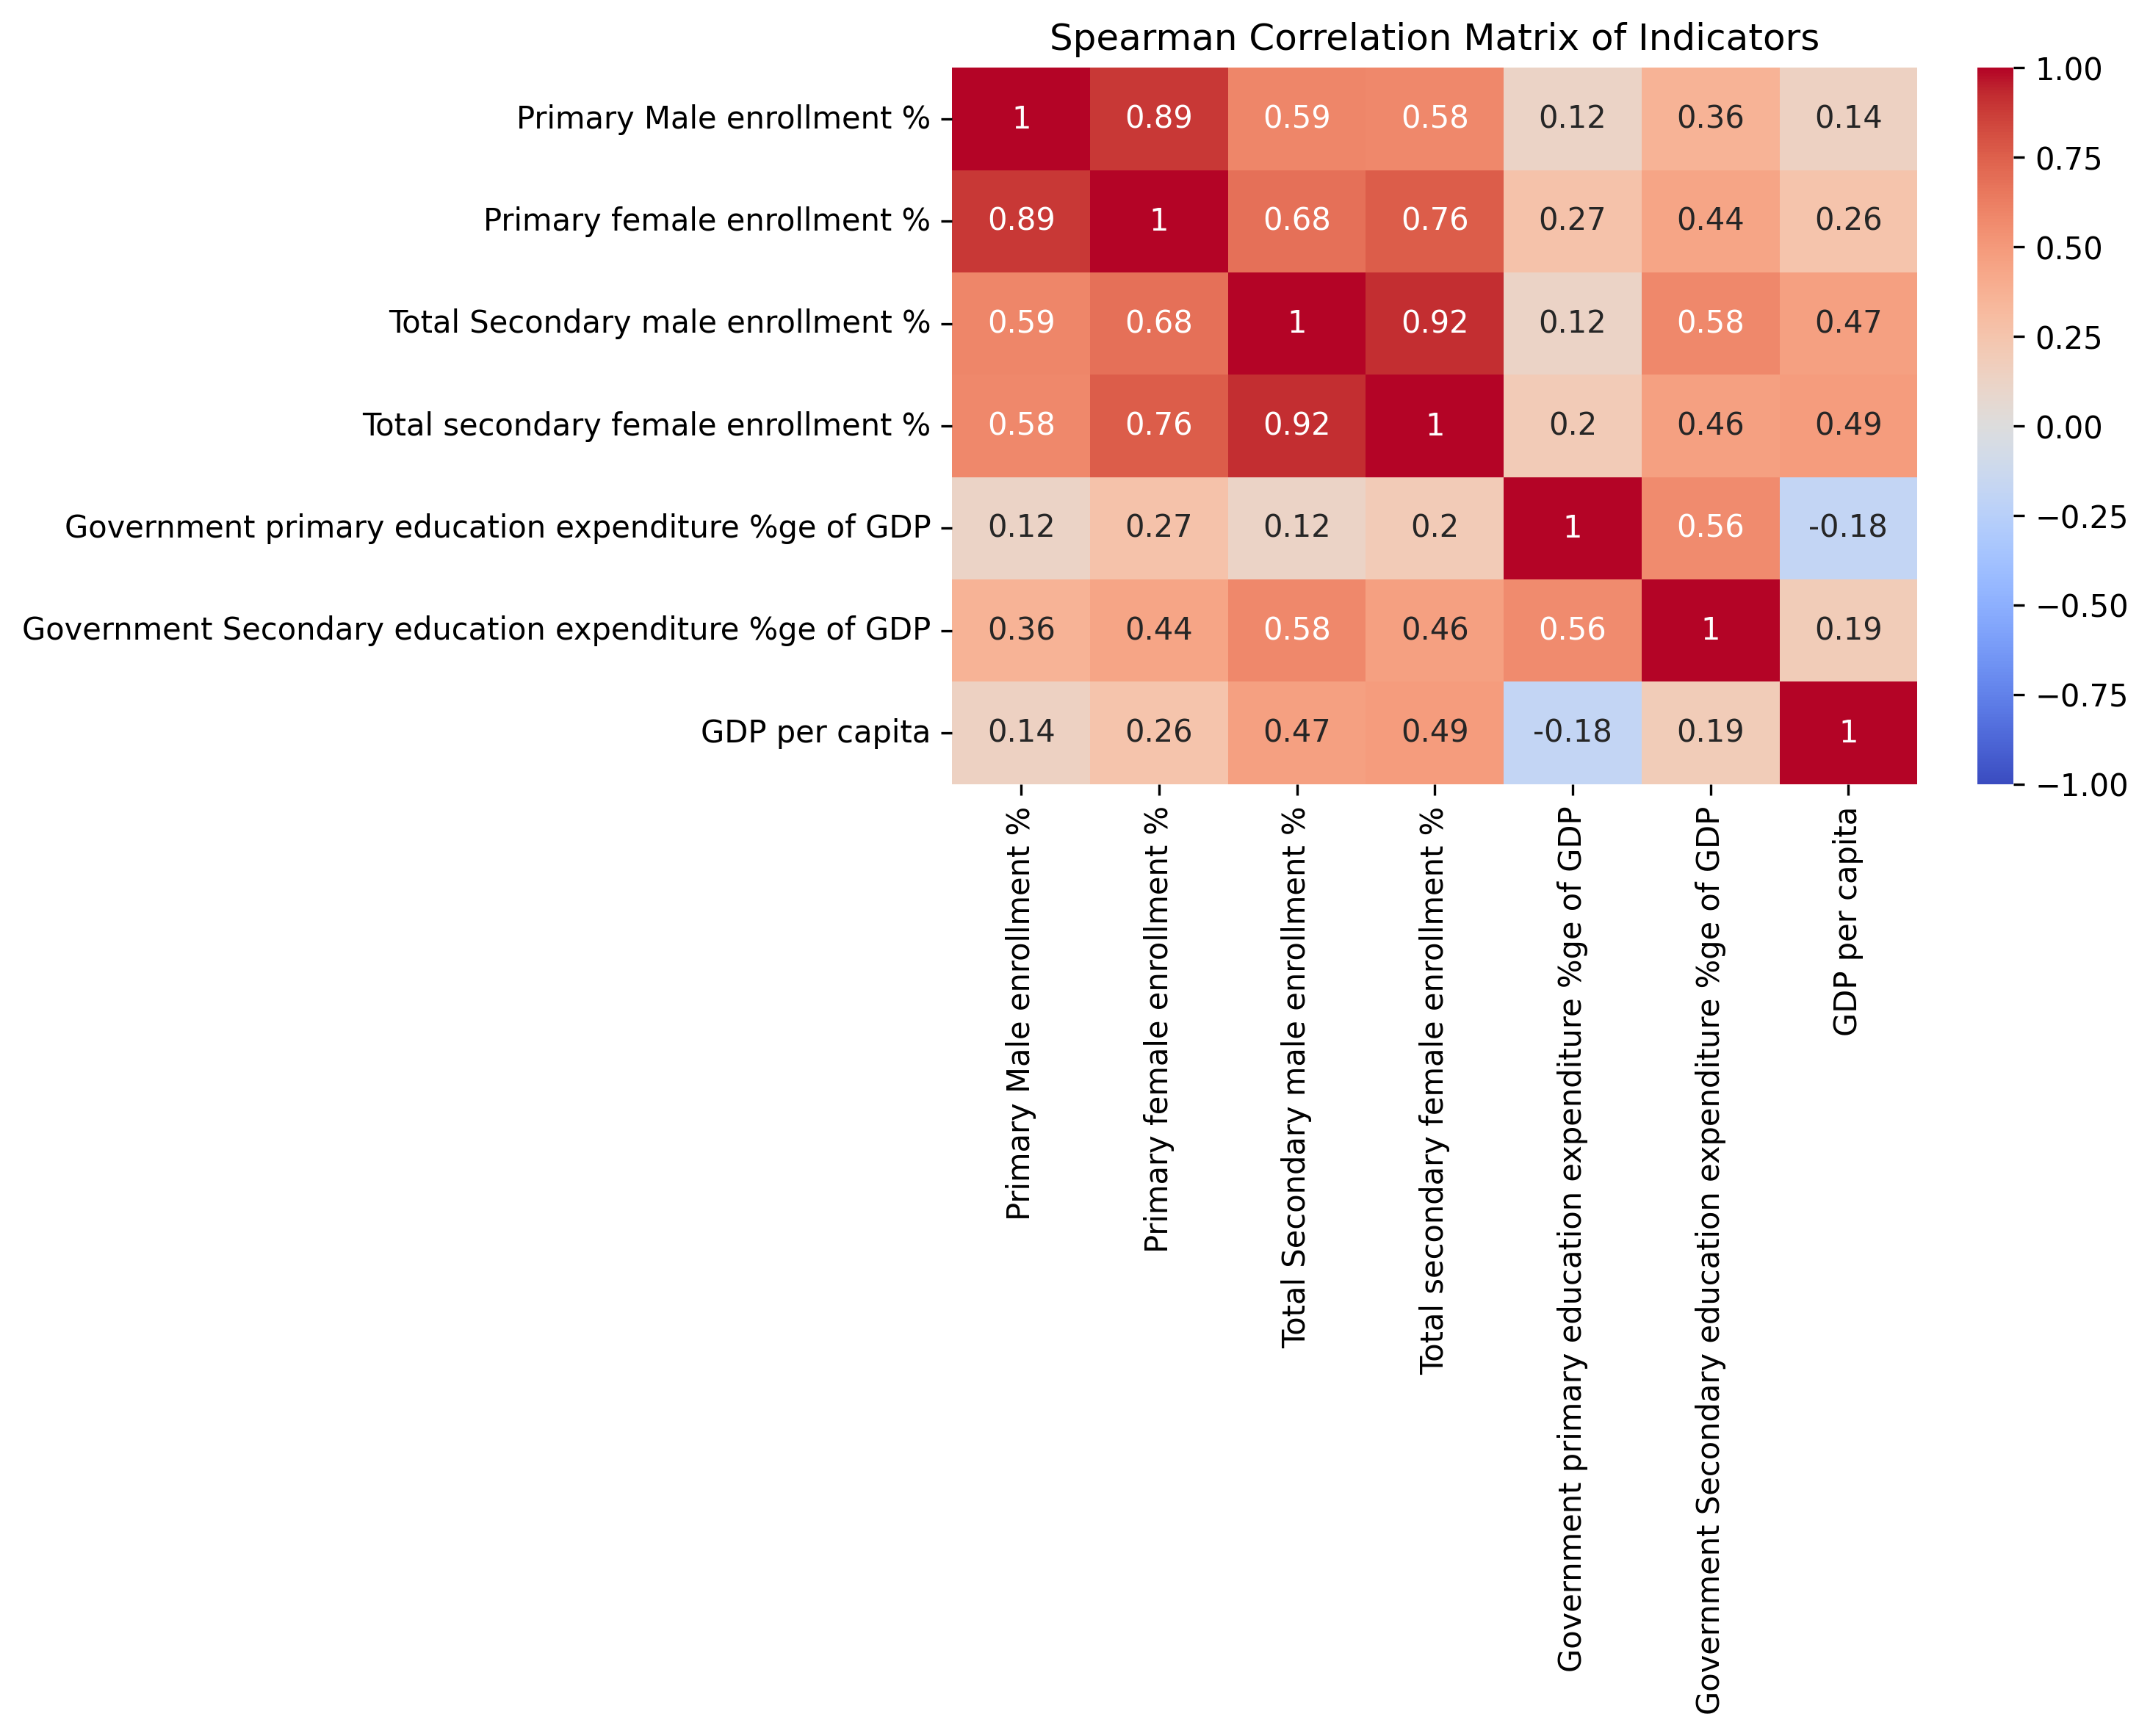 Spearman Correlation Matrix of Indicators
Primary Male enrollment % 1 0.89 0.59 0.58 0.12 0.36 0.14
Primary female enrollment % 0.89 1 0.68 0.76 0.27 0.44 0.26
Total Secondary male enrollment % 0.59 0.68 1 0.92 0.12 0.58 0.47
Total secondary female enrollment % 0.58 0.76 0.92 1 0.2 0.46 0.49
Government primary education expenditure %ge of GDP 0.12 0.27 0.12 0.2 1 0.56 -0.18
Government Secondary education expenditure %ge of GDP 0.36 0.44 0.58 0.46 0.56 1 0.19
GDP per capita 0.14 0.26 0.47 0.49 -0.18 0.19 1
Primary Male enrollment %
Primary female enrollment %
Total Secondary male enrollment %
Total secondary female enrollment %
Government primary education expenditure %ge of GDP
Government Secondary education expenditure %ge of GDP
GDP per capita
1.00
0.75
0.50
0.25
0.00
−0.25
−0.50
−0.75
−1.00